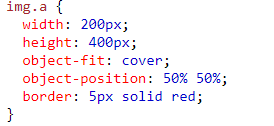 img.a {
  width: 200px;
  height: 400px;
  object-fit: cover;
  object-position: 50% 50%;
  border: 5px solid red;
}